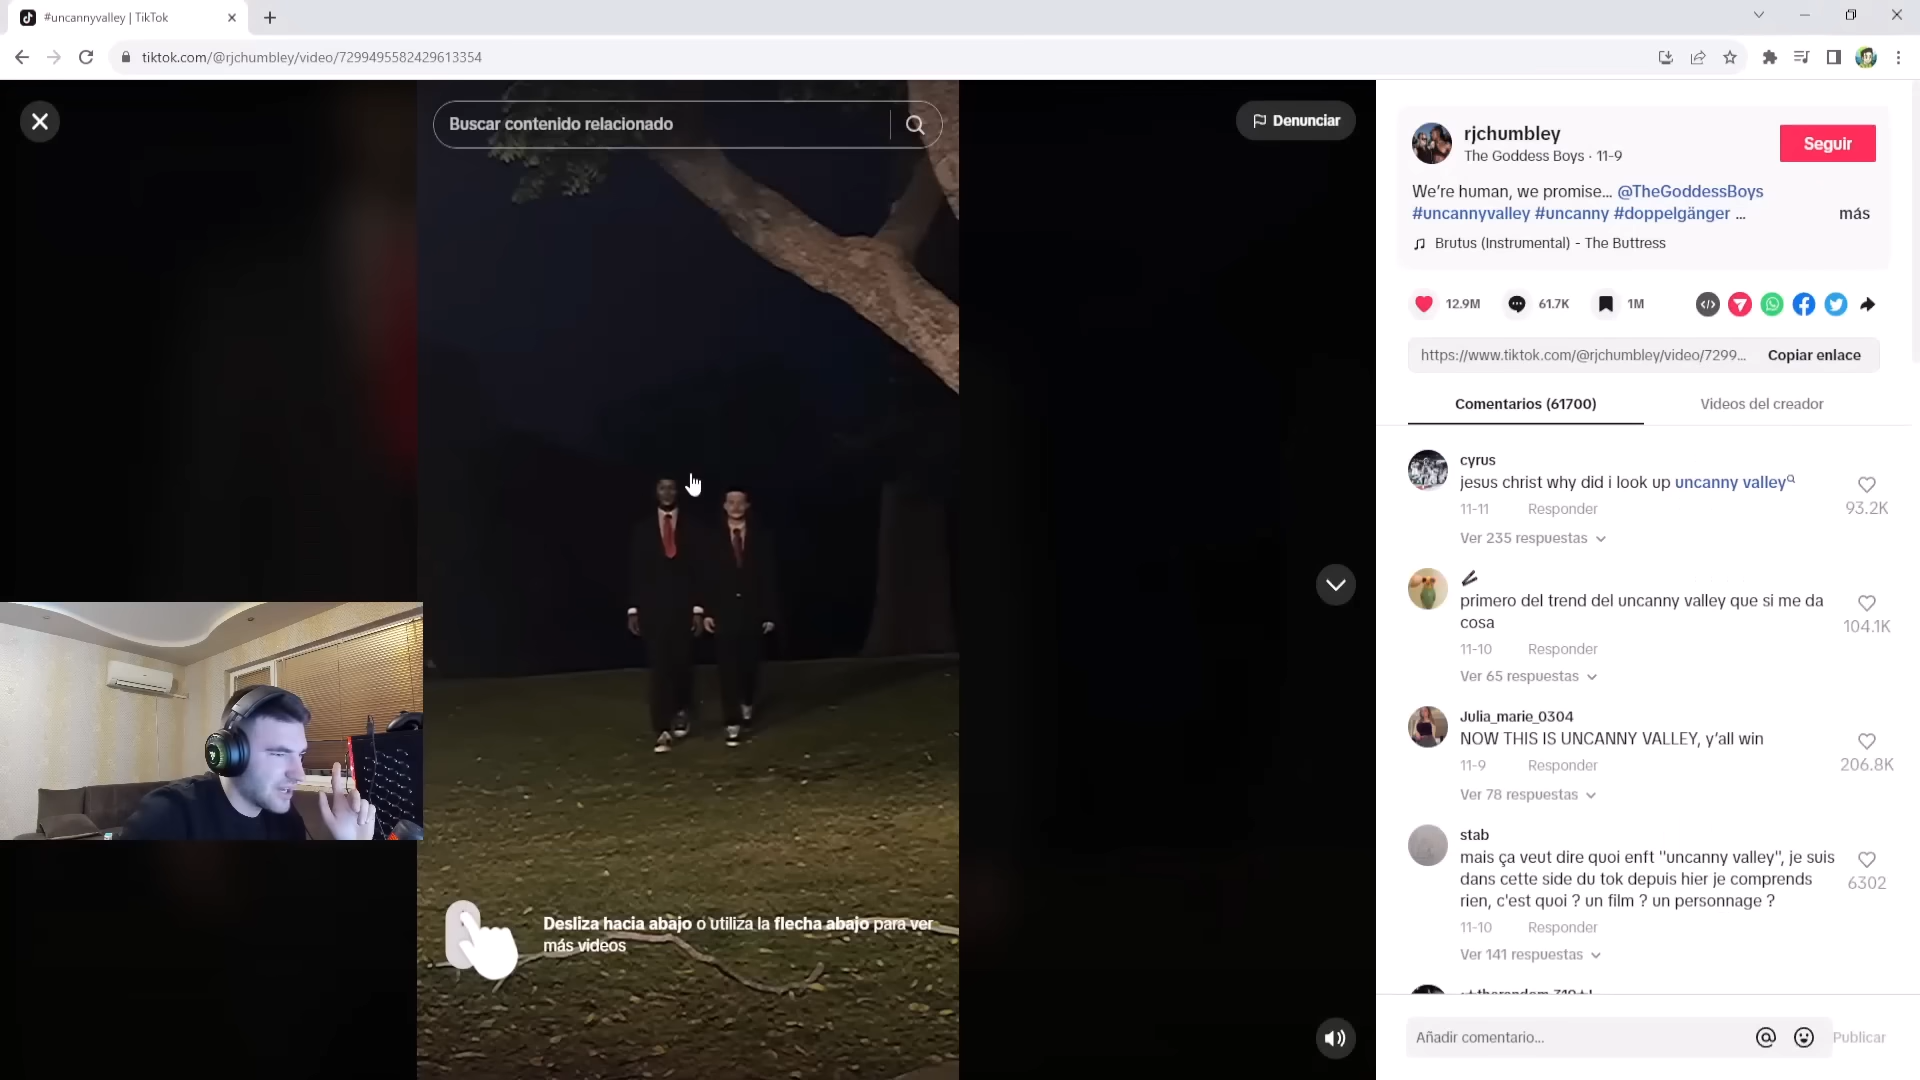 #uncannyvalley | TikTok
tiktok.com/@rjchumbley/video/7299495582429613354
Buscar contenido relacionado
Denunciar
Desliza hacia abajo o utiliza la flecha abajo para ver
más videos
rjchumbley
The Goddess Boys · 11-9
Seguir
We're human, we promise... @TheGoddessBoys
#uncannyvalley #uncanny #doppelgänger ...
más
Brutus (Instrumental) - The Buttress
12.9M
61.7K
1M
https://www.tiktok.com/@rjchumbley/video/7299...
Copiar enlace
Comentarios (61700)
Videos del creador
cyrus
jesus christ why did i look up uncanny valley
93.2K
11-11 Responder
Ver 235 respuestas
primero del trend del uncanny valley que si me da
cosa
104.1K
11-10 Responder
Ver 65 respuestas
Julia_marie_0304
NOW THIS IS UNCANNY VALLEY, y'all win
206.8K
11-9 Responder
Ver 78 respuestas
stab
mais ça veut dire quoi enft "uncanny valley", je suis
dans cette side du tok depuis hier je comprends
rien, c'est quoi ? un film ? un personnage ?
6302
11-10 Responder
Ver 141 respuestas
Añadir comentario...
Publicar